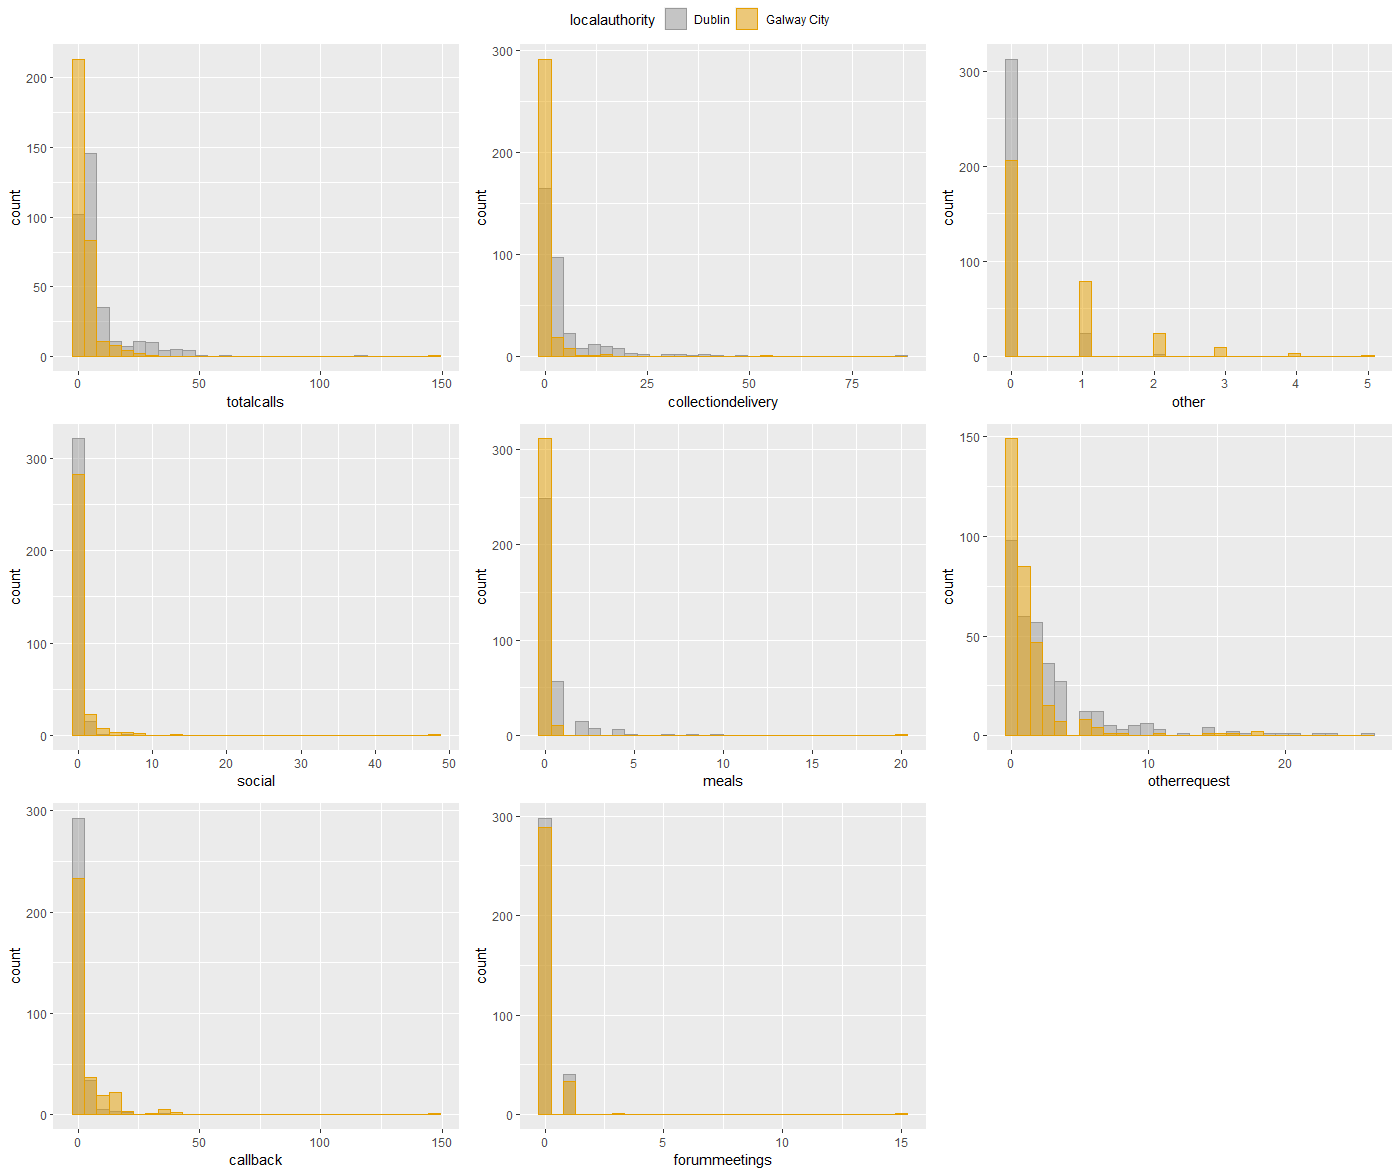 localauthority Dublin Galway City
count
200
150
100
50
0
0 50 100 150
totalcalls
count
300
200
100
0
0 25 50 75
collectiondelivery
count
300
200
100
0
0 1 2 3 4 5
other
count
300
200
100
0
0 10 20 30 40 50
social
count
300
200
100
0
0 5 10 15 20
meals
count
150
100
50
0
0 10 20
otherrequest
count
300
200
100
0
0 50 100 150
callback
count
300
200
100
0
0 5 10 15
forummeetings